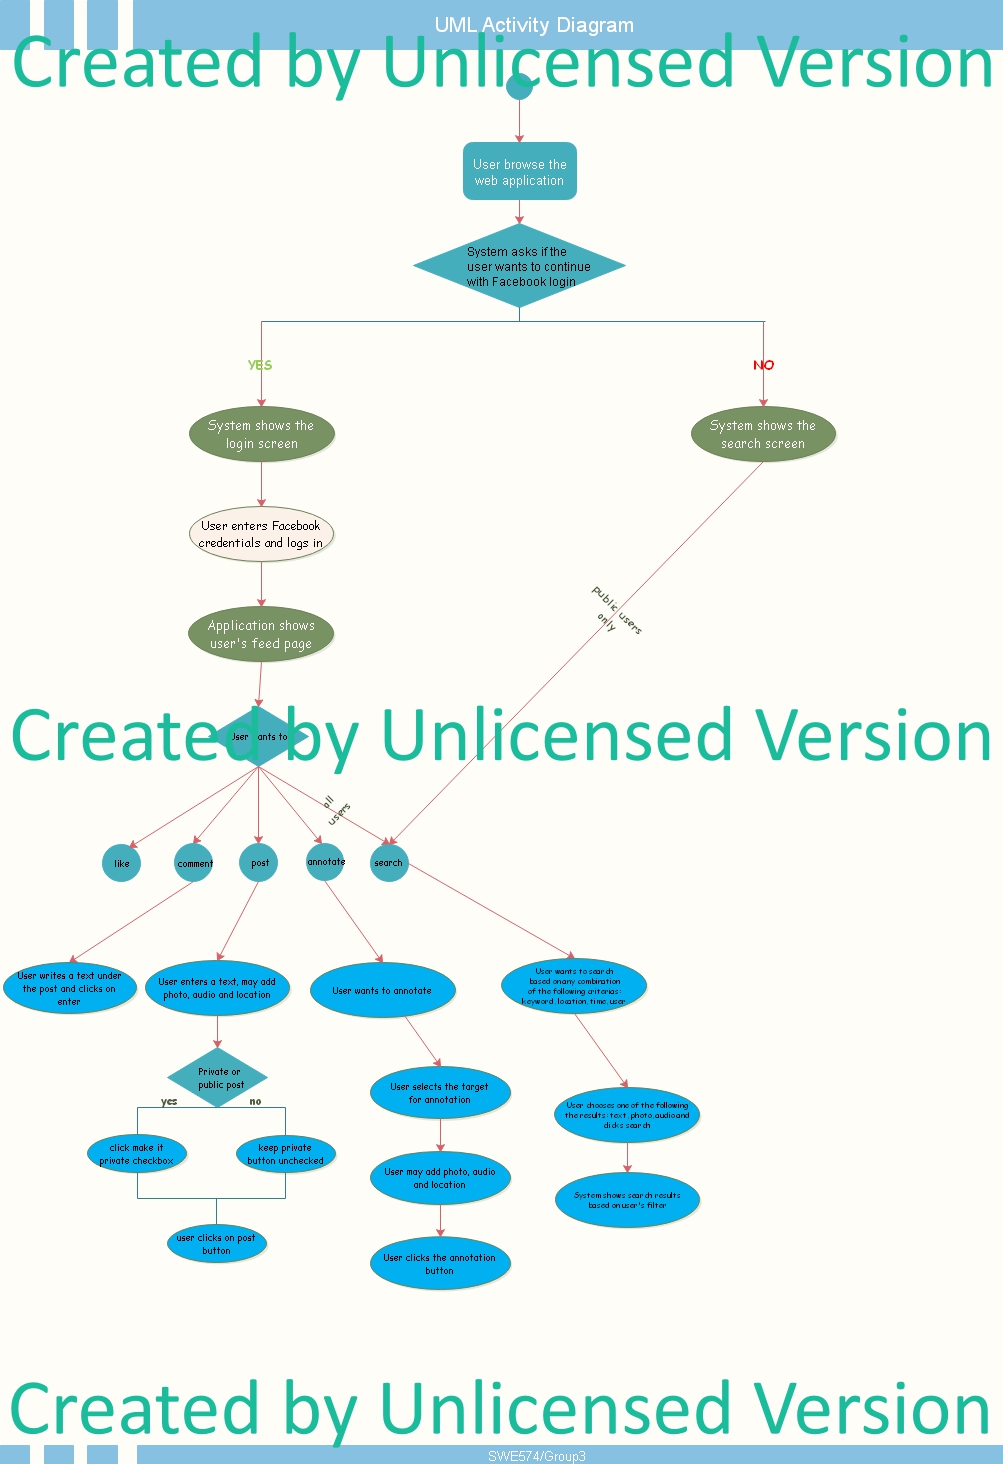 UML Activity Diagram
Created by Unlicensed Version
User browse the
web application
System asks if the
user wants to continue
with Facebook login
YES
NO
System shows the
login screen
System shows the
search screen
User enters Facebook
credentials and logs in
public users
only
Application shows
user's feed page
Created by Unlicensed Version
User wants to
all
users
like
comment
post
annotate
search
User writes a text under
the post and clicks on
enter
User enters a text, may add
photo, audio and location
User wants to annotate
User wants to search
based on any combination
of the following criterias:
keyword, location, time, user
Private or
public post
yes
no
User selects the target
for annotation
User chooses one of the following
the results: text, photo, audio and
clicks search
click make it
private checkbox
keep private
button unchecked
User may add photo, audio
and location
System shows search results
based on user's filter
user clicks on post
button
User clicks the annotation
button
Created by Unlicensed Version
SWE574/Group3